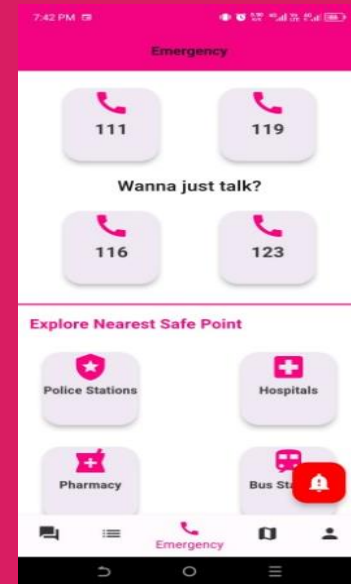 7:42 PM
Emergency
111 119
Wanna just talk?
116 123
Explore Nearest Safe Point
Police Stations Hospitals
Pharmacy Bus
Emergency